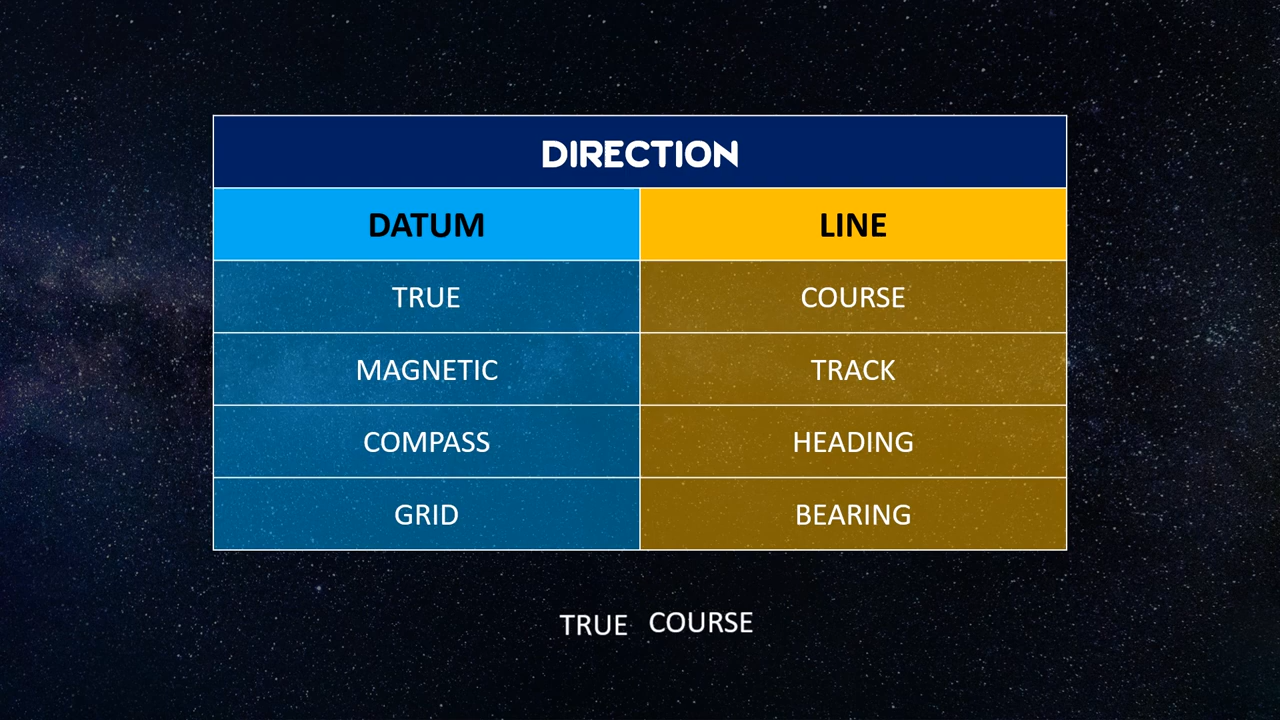 DIRECTION
DATUM LINE
TRUE COURSE
MAGNETIC TRACK
COMPASS HEADING
GRID BEARING
TRUE COURSE